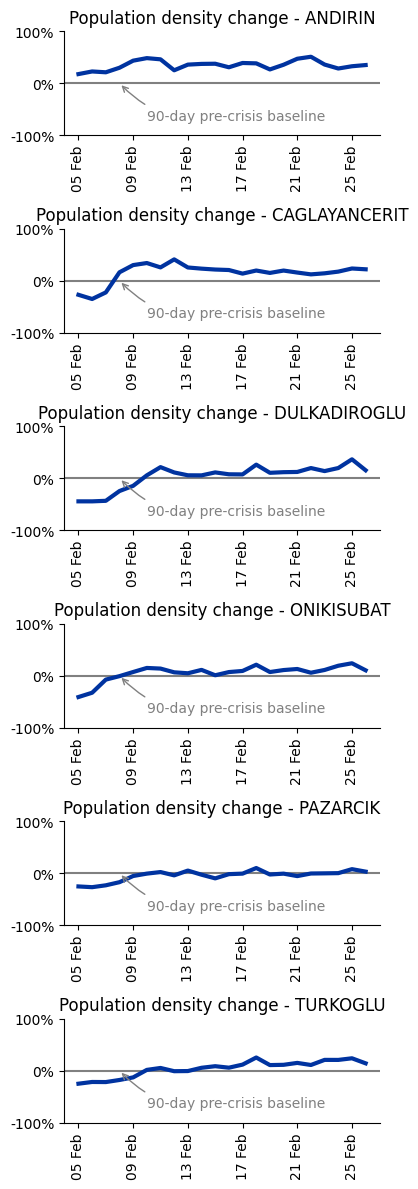 Population density change - ANDIRIN
100%
0%
-100%
90-day pre-crisis baseline
05 Feb
09 Feb
13 Feb
17 Feb
21 Feb
25 Feb
Population density change - CAGLAYANCERIT
100%
0%
-100%
90-day pre-crisis baseline
05 Feb
09 Feb
13 Feb
17 Feb
21 Feb
25 Feb
Population density change - DULKADIROGLU
100%
0%
-100%
90-day pre-crisis baseline
05 Feb
09 Feb
13 Feb
17 Feb
21 Feb
25 Feb
Population density change - ONIKISUBAT
100%
0%
-100%
90-day pre-crisis baseline
05 Feb
09 Feb
13 Feb
17 Feb
21 Feb
25 Feb
Population density change - PAZARCIK
100%
0%
-100%
90-day pre-crisis baseline
05 Feb
09 Feb
13 Feb
17 Feb
21 Feb
25 Feb
Population density change - TURKOGLU
100%
0%
-100%
90-day pre-crisis baseline
05 Feb
09 Feb
13 Feb
17 Feb
21 Feb
25 Feb